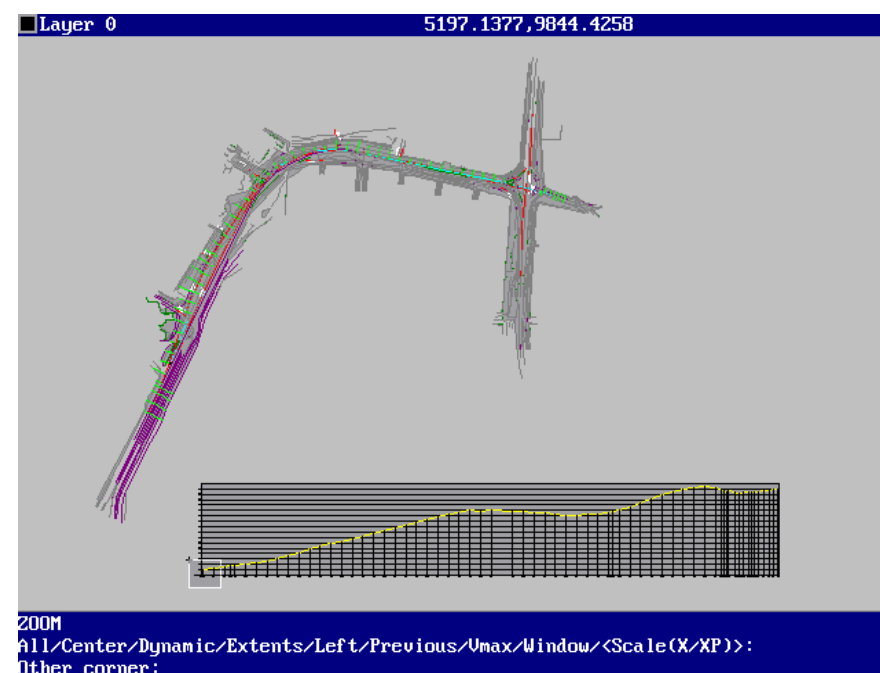 Layer 0 5197.1377,9844.4258
ZOOM
All/Center/Dynamic/Extents/Left/Previous/Vmax/Window/<Scale(X/XP)>:
Other corner: